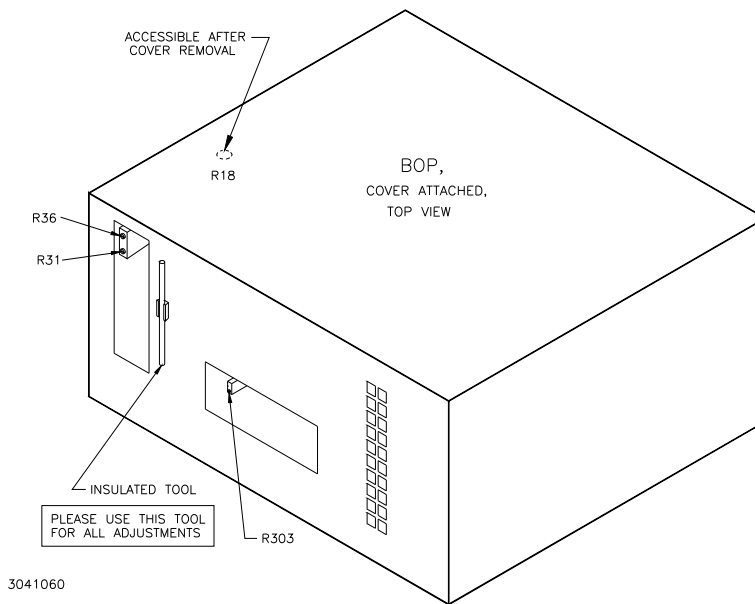 ACCESSIBLE AFTER
COVER REMOVAL
R18
BOP,
COVER ATTACHED,
TOP VIEW
R36
R31
INSULATED TOOL
PLEASE USE THIS TOOL
FOR ALL ADJUSTMENTS
R303
3041060